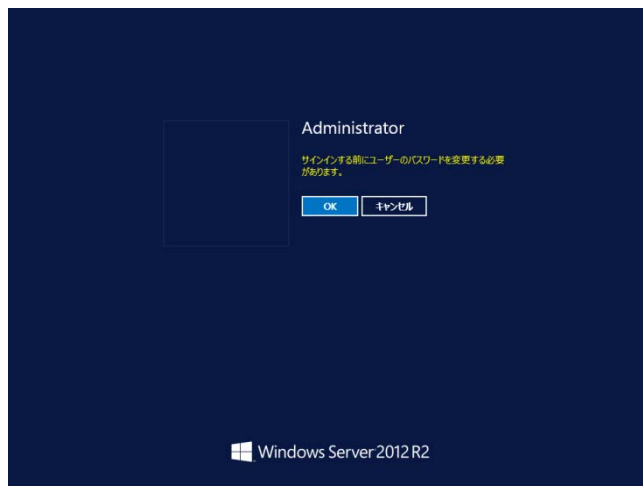 Administrator
サインインする前にユーザーのパスワードを変更する必要
があります。
OK キャンセル
Windows Server 2012 R2